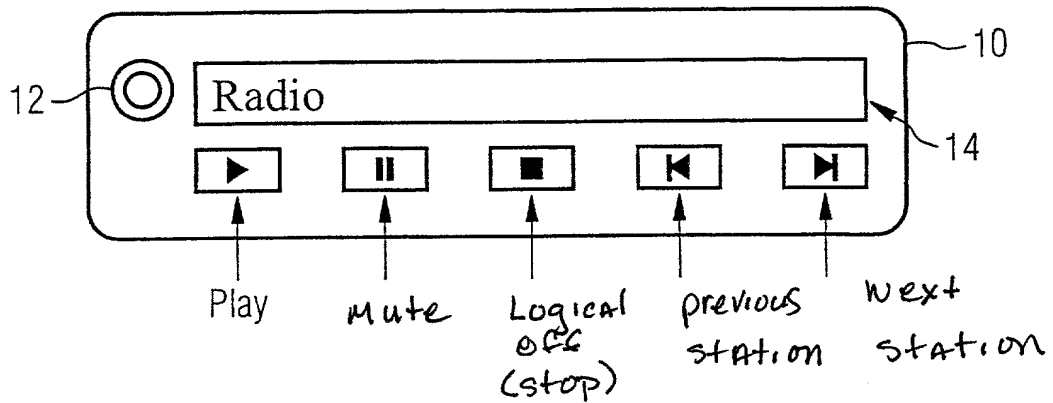 10
12
Radio
14
Play
Mute
Logical
off
(stop)
previous
station
Next
station